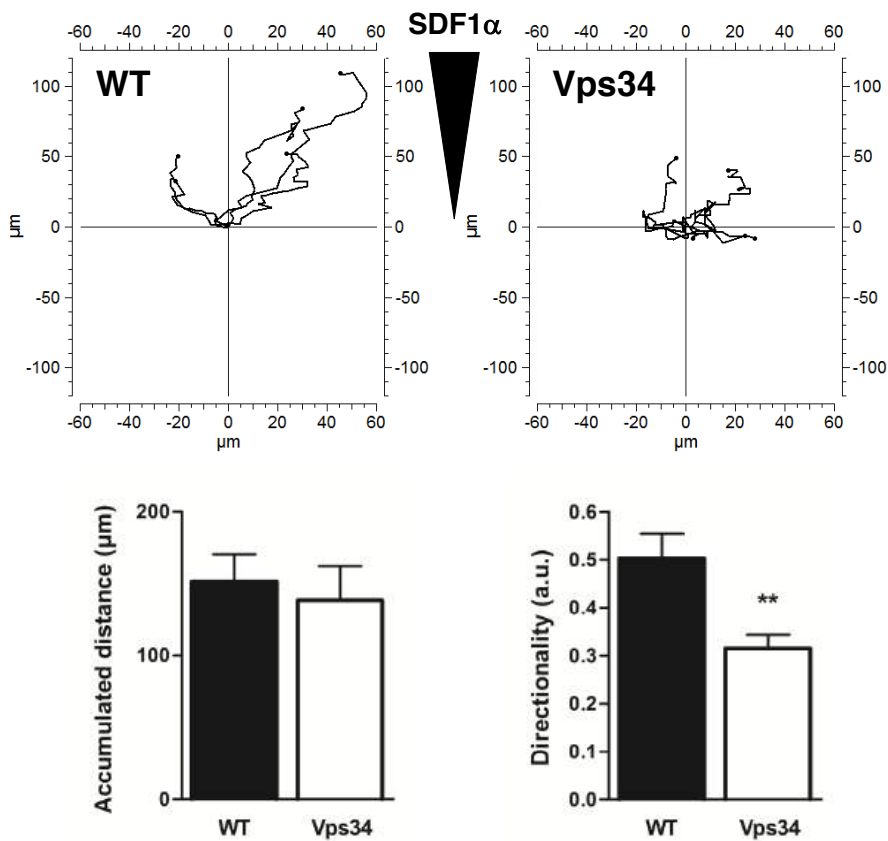 -60 -40 -20 0 20 40 60
SDF1α
-60 -40 -20 0 20 40 60
WT
Vps34
100 100 100 100
50 50 50 50
µm 0 0 µm 0 0
-50 -50 -50 -50
-100 -100 -100 -100
-60 -40 -20 0 20 40 60
µm
-60 -40 -20 0 20 40 60
µm
Accumulated distance (µm)
200
100
0
WT Vps34
Directionality (a.u.)
0.6
0.5
0.4
**
0.3
0.2
0.1
0.0
WT Vps34